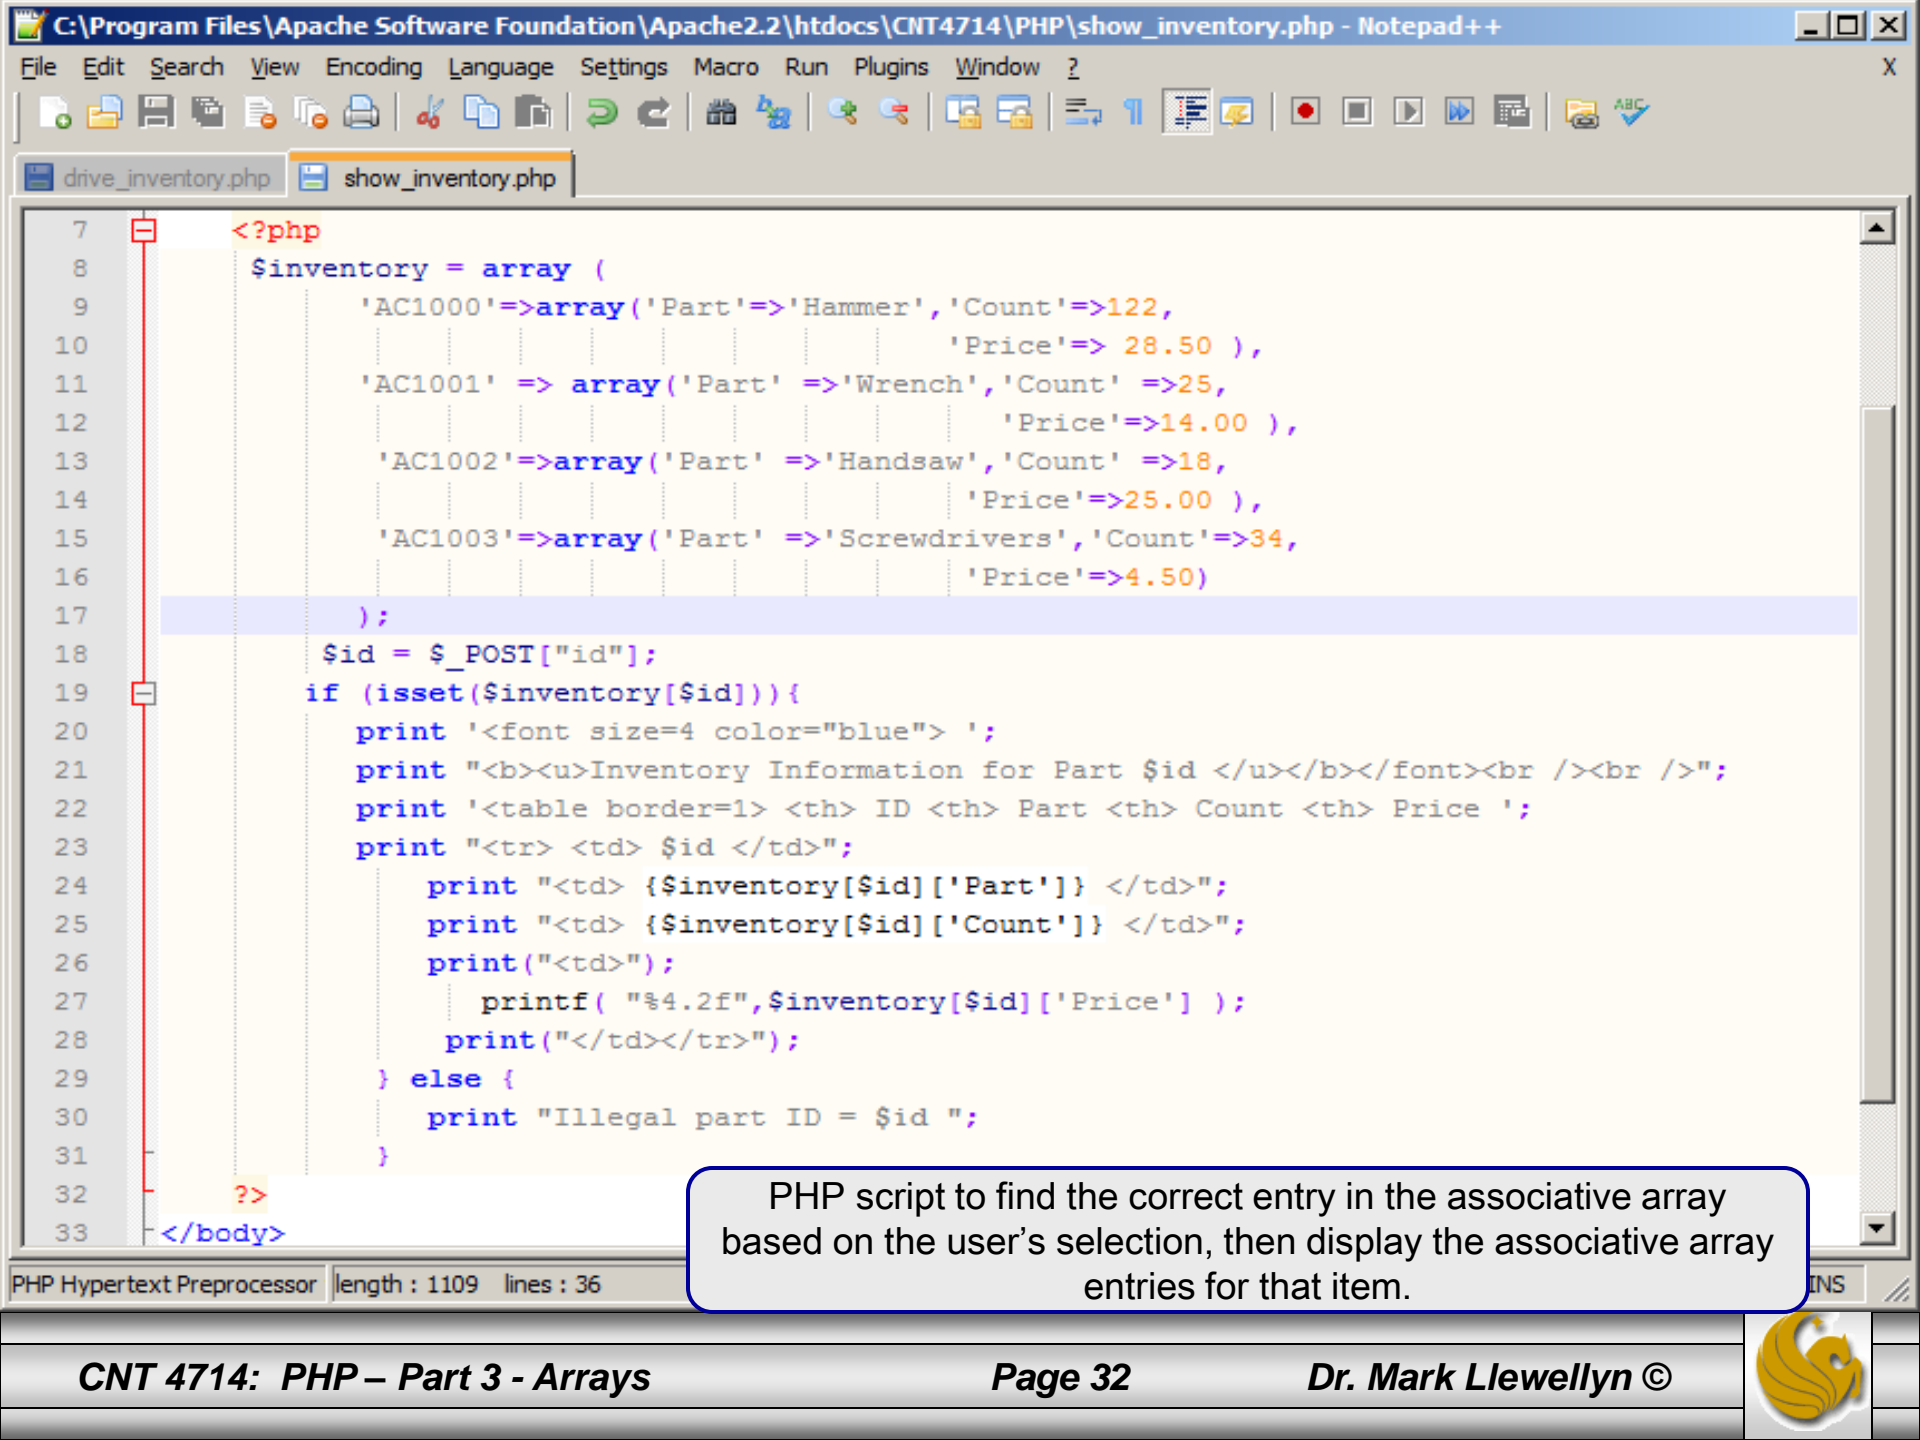 C:\Program Files\Apache Software Foundation\Apache2.2\htdocs\CNT4714\PHP\show_inventory.php - Notepad++
File Edit Search View Encoding Language Settings Macro Run Plugins Window ? X
ABC
drive_inventory.php show_inventory.php
7 <?php
8 $inventory = array (
9 'AC1000'=>array('Part'=>'Hammer','Count'=>122,
10 'Price'=> 28.50 ),
11 'AC1001' => array('Part' =>'Wrench','Count' =>25,
12 'Price'=>14.00 ),
13 'AC1002'=>array('Part' =>'Handsaw','Count' =>18,
14 'Price'=>25.00 ),
15 'AC1003'=>array('Part' =>'Screwdrivers','Count'=>34,
16 'Price'=>4.50)
17 );
18 $id = $_POST["id"];
19 if (isset($inventory[$id])){
20 print '<font size=4 color="blue"> ';
21 print "<b><u>Inventory Information for Part $id </u></b></font><br /><br />";
22 print '<table border=1> <th> ID <th> Part <th> Count <th> Price ';
23 print "<tr> <td> $id </td>";
24 print "<td> {$inventory[$id]['Part']} </td>";
25 print "<td> {$inventory[$id]['Count']} </td>";
26 print("<td>");
27 printf( "%4.2f",$inventory[$id]['Price'] );
28 print("</td></tr>");
29 } else {
30 print "Illegal part ID = $id ";
31 }
32 ?>
33 </body>
PHP script to find the correct entry in the associative array
based on the user's selection, then display the associative array
entries for that item.
PHP Hypertext Preprocessor length : 1109 lines : 36 INS
CNT 4714: PHP – Part 3 - Arrays Page 32 Dr. Mark Llewellyn ©